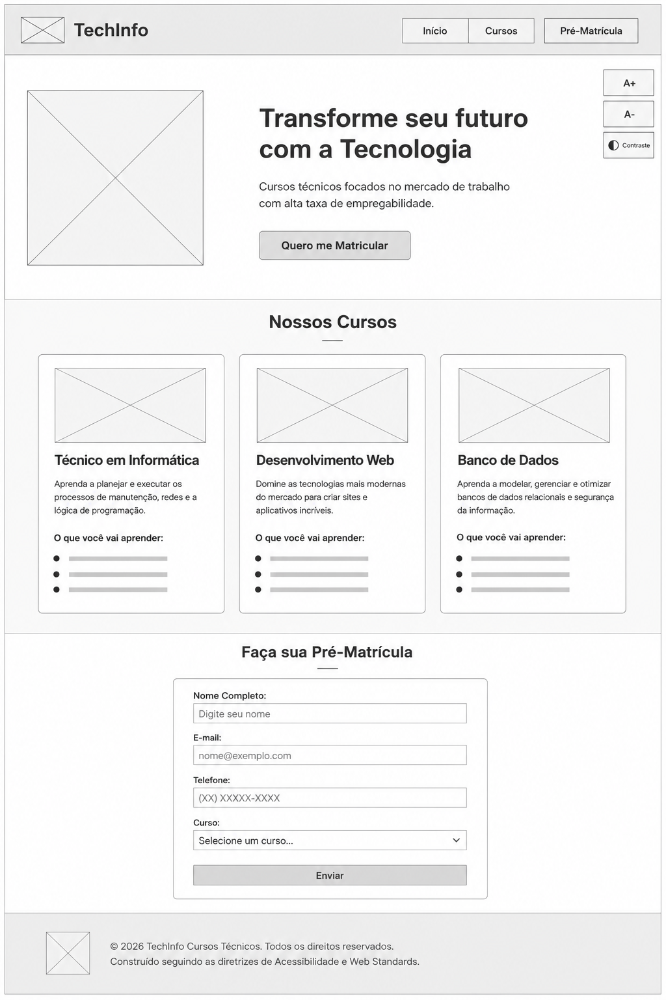 TechInfo
Início
Cursos
Pré-Matrícula
A+
A-
Contraste
Transforme seu futuro
com a Tecnologia
Cursos técnicos focados no mercado de trabalho
com alta taxa de empregabilidade.
Quero me Matricular
Nossos Cursos
Técnico em Informática
Aprenda a planejar e executar os
processos de manutenção, redes e a
lógica de programação.
O que você vai aprender:
Desenvolvimento Web
Domine as tecnologias mais modernas
do mercado para criar sites e
aplicativos incríveis.
O que você vai aprender:
Banco de Dados
Aprenda a modelar, gerenciar e otimizar
bancos de dados relacionais e segurança
da informação.
O que você vai aprender:
Faça sua Pré-Matrícula
Nome Completo:
Digite seu nome
E-mail:
nome@exemplo.com
Telefone:
(XX) XXXXX-XXXX
Curso:
Selecione um curso...
Enviar
© 2026 TechInfo Cursos Técnicos. Todos os direitos reservados.
Construído seguindo as diretrizes de Acessibilidade e Web Standards.